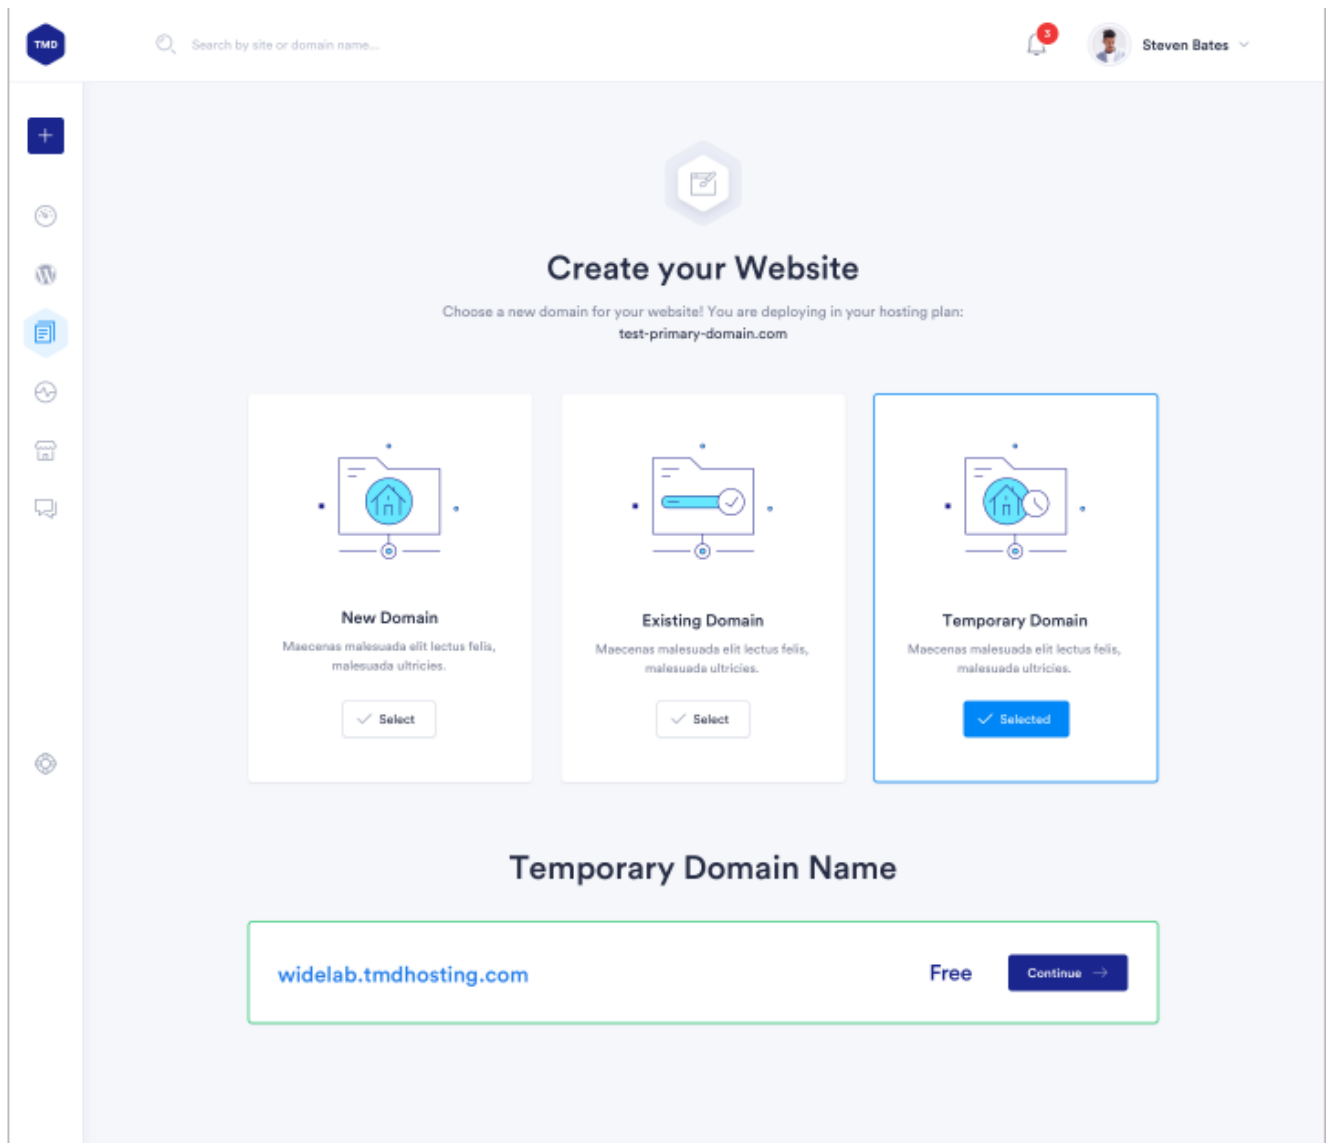 TMD
Search by site or domain name...
3
Steven Bates
Create your Website
Choose a new domain for your website! You are deploying in your hosting plan:
test-primary-domain.com
New Domain
Maecenas malesuada elit lectus felis,
malesuada ultricies.
Select
Existing Domain
Maecenas malesuada elit lectus felis,
malesuada ultricies.
Select
Temporary Domain
Maecenas malesuada elit lectus felis,
malesuada ultricies.
Selected
Temporary Domain Name
widelab.tmdhosting.com
Free
Continue